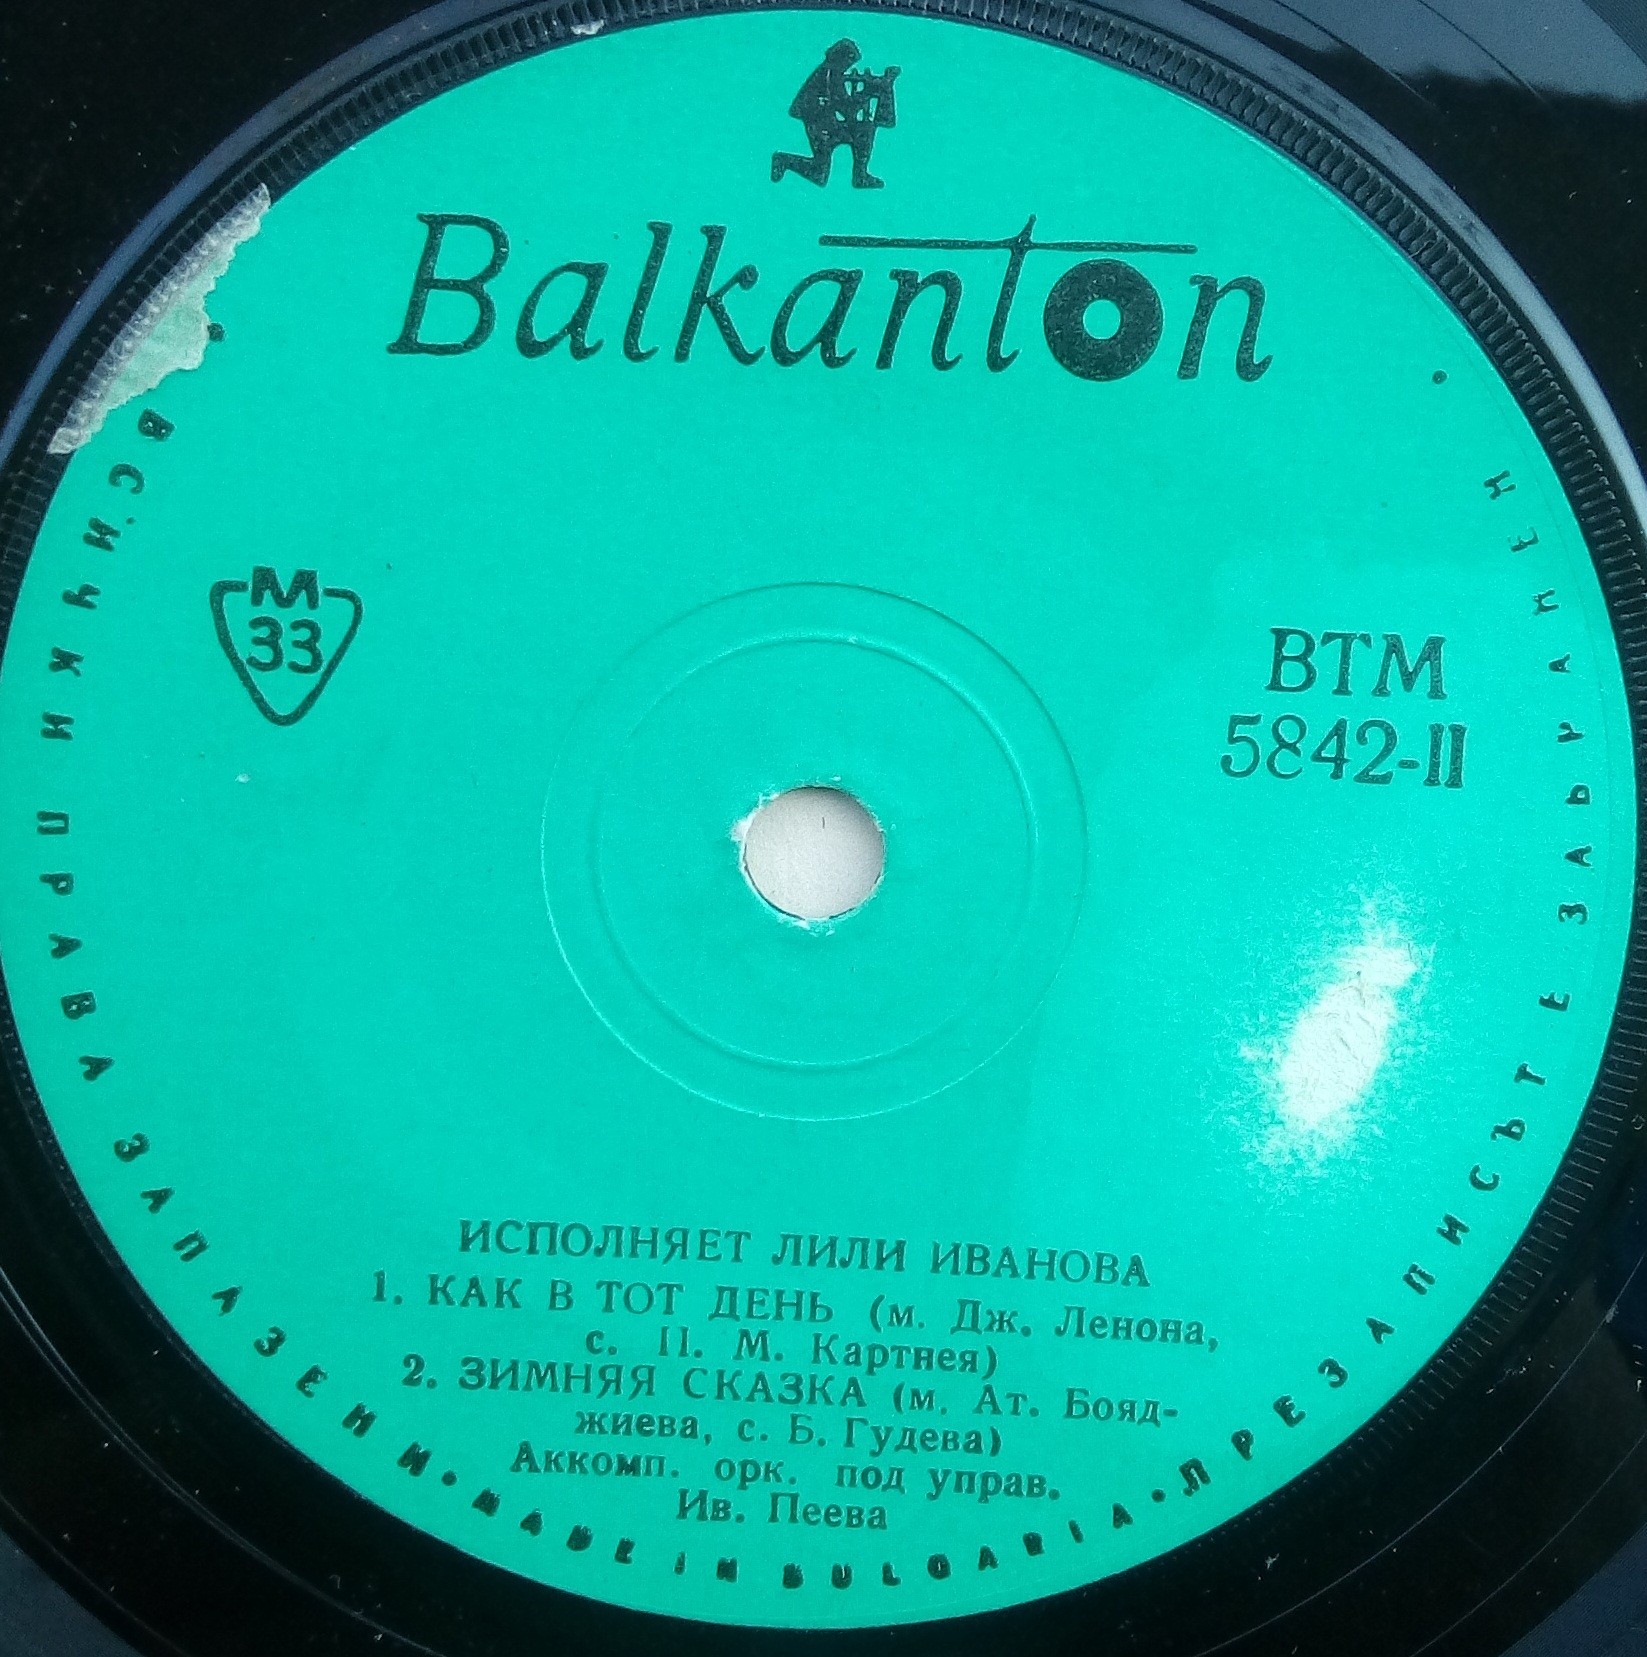 Balkanton
М
33
ВТМ
5842-II
ИСПОЛНЯЕТ ЛИЛИ ИВАНОВА
1. КАК В ТОТ ДЕНЬ (м. Дж. Ленона,
с. П. М. Картнея)
2. ЗИМНЯЯ СКАЗКА (м. Ат. Бояд-
жиева, с. Б. Гудева)
Аккомп. орк. под управ.
Ив. Пеева
• ВСИЧКИ ПРАВА ЗАПАЗЕНИ • MADE IN BULGARIA • ПРЕЗАПИСЪТ Е ЗАБРАНЕН •